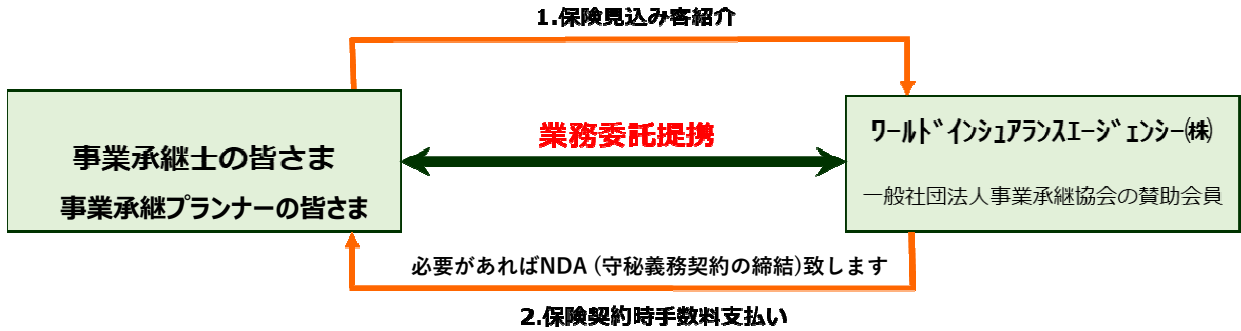 1.保険見込み客紹介
事業承継士の皆さま
事業承継プランナーの皆さま
業務委託提携
ワールドインシュアランスエージェンシー㈱
一般社団法人事業承継協会の賛助会員
必要があればNDA (守秘義務契約の締結)致します
2.保険契約時手数料支払い